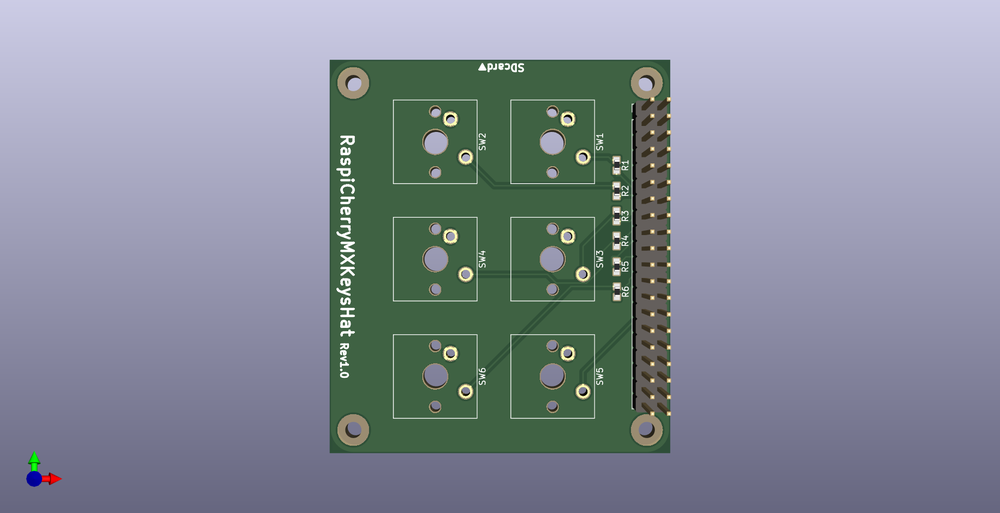 SDcard▲
SW2
SW1
R1
R2
R3
R4
R5
R6
SW4
SW3
SW6
SW5
RaspiCherryMXKeysHat Rev1.0